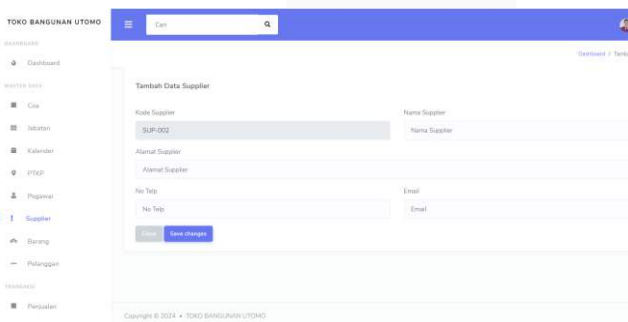 TOKO BANGUNAN UTOMO
Cari
DASHBOARD
Dashboard
Dashboard / Tamb
MASTER DATA
Coa
Jabatan
Kalender
PTKP
Pegawai
Supplier
Barang
Pelanggan
TRANSAKSI
Penjualan
Tambah Data Supplier
Kode Supplier
Nama Supplier
SUP-002
Nama Supplier
Alamat Supplier
Alamat Supplier
No Telp
Email
No Telp
Email
Close
Save changes
Copyright © 2024 • TOKO BANGUNAN UTOMO